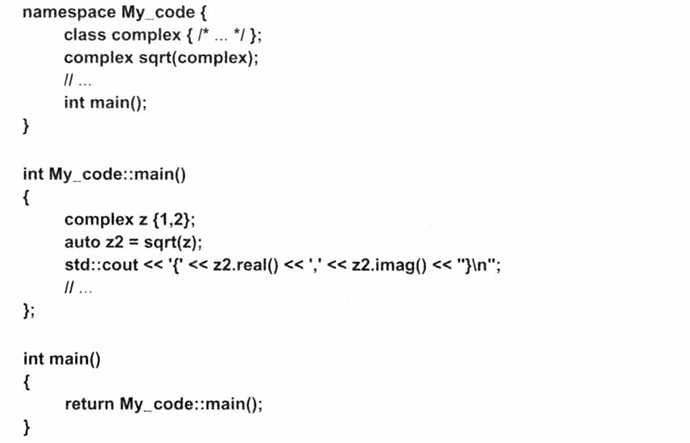 namespace My_code {
class complex { /* ... */ };
complex sqrt(complex);
// ...
int main();
}
int My_code::main()
{
complex z {1,2};
auto z2 = sqrt(z);
std::cout << '{' << z2.real() << ',' << z2.imag() << "}\n";
// ...
};
int main()
{
return My_code::main();
}